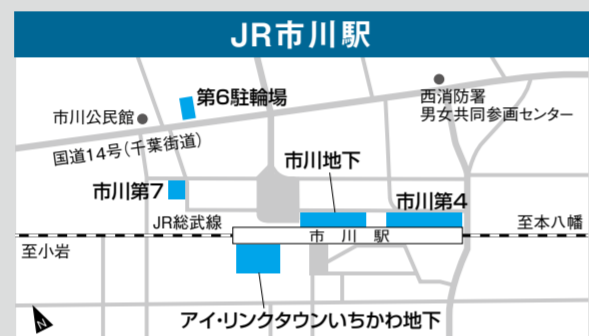 JR市川駅
第6駐輪場
市川公民館
西消防署
男女共同参画センター
国道14号(千葉街道)
市川地下
市川第7
市川第4
JR総武線
至本八幡
市川駅
至小岩
アイ・リンクタウンいちかわ地下
N